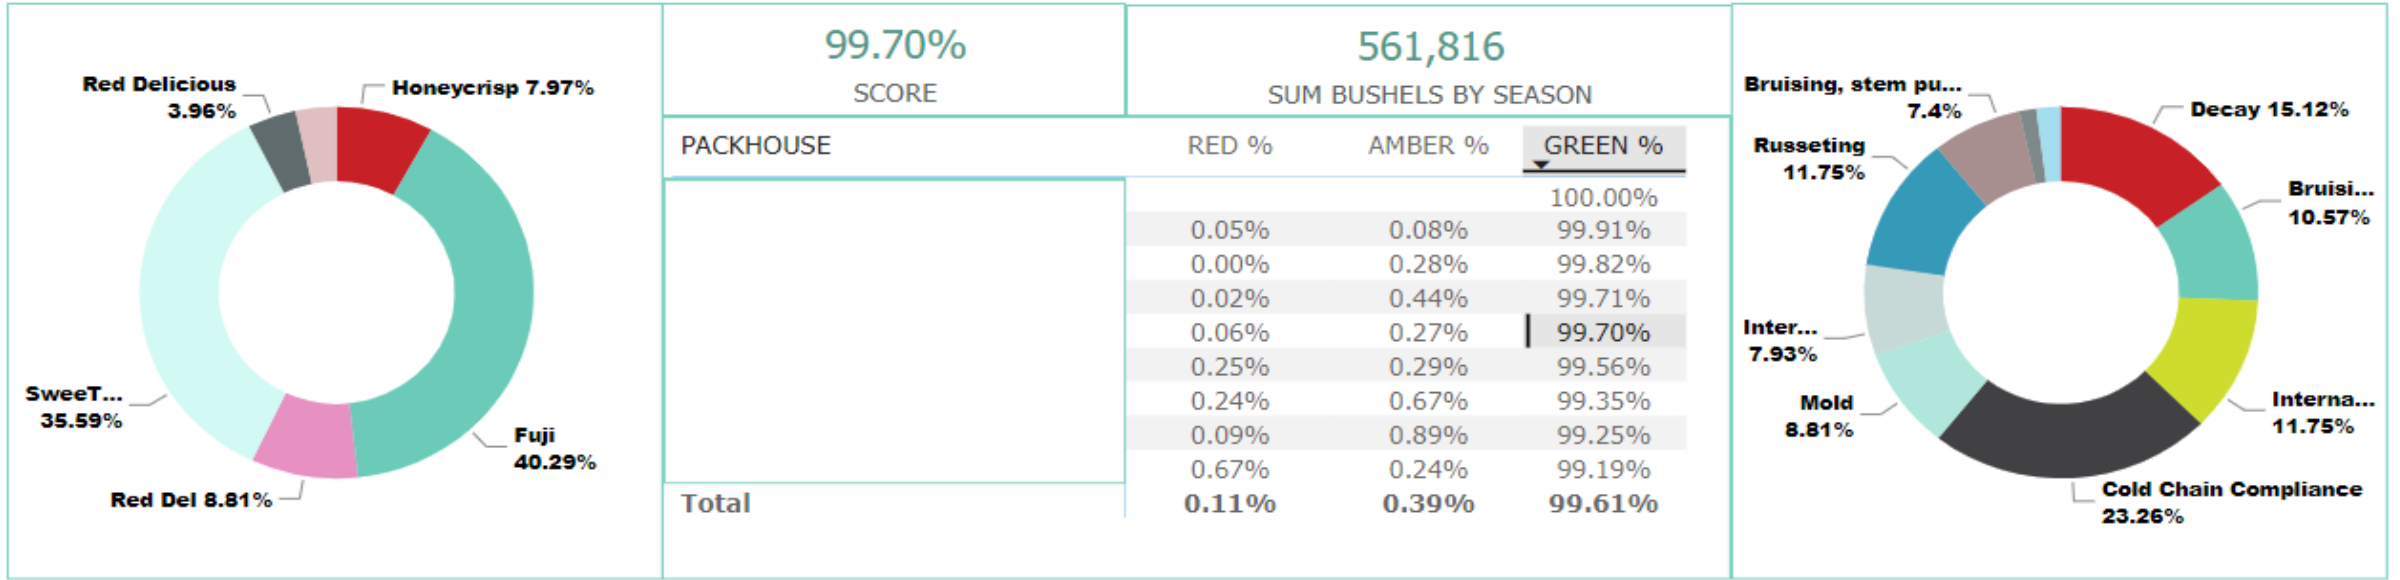 Red Delicious
3.96%
Honeycrisp 7.97%
SweeT...
35.59%
Fuji
40.29%
Red Del 8.81%
99.70%
SCORE
561,816
SUM BUSHELS BY SEASON
PACKHOUSE RED % AMBER % GREEN %
100.00%
0.05% 0.08% 99.91%
0.00% 0.28% 99.82%
0.02% 0.44% 99.71%
0.06% 0.27% 99.70%
0.25% 0.29% 99.56%
0.24% 0.67% 99.35%
0.09% 0.89% 99.25%
0.67% 0.24% 99.19%
Total 0.11% 0.39% 99.61%
Bruising, stem pu...
7.4%
Decay 15.12%
Russeting
11.75%
Bruisi...
10.57%
Inter...
7.93%
Mold
8.81%
Interna...
11.75%
Cold Chain Compliance
23.26%